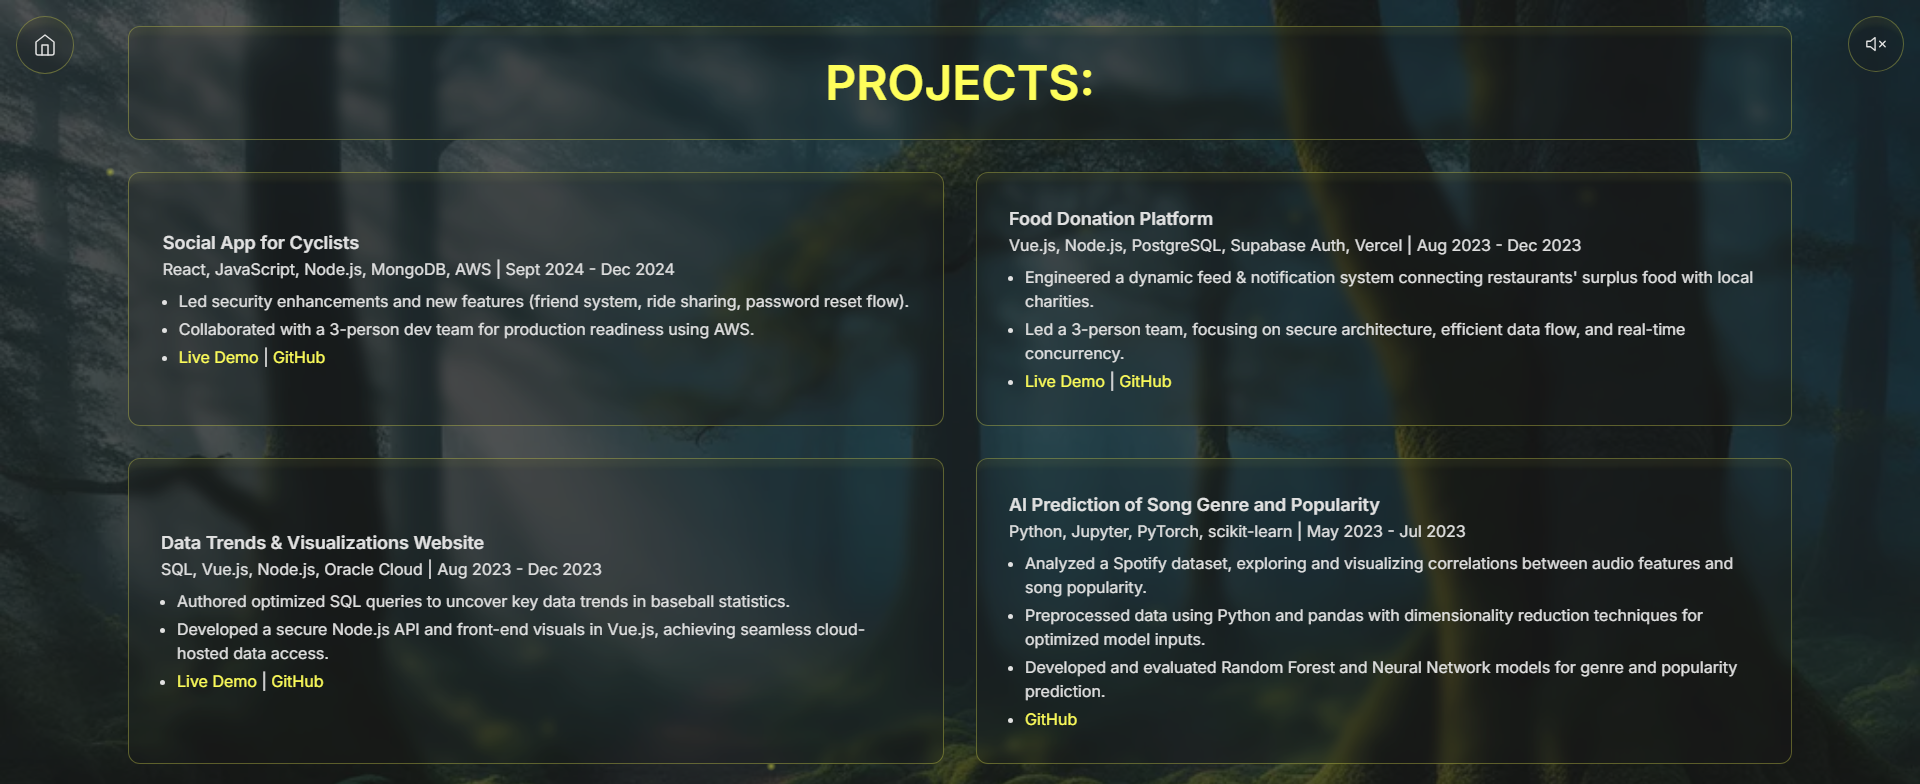 PROJECTS:
Social App for Cyclists
React, JavaScript, Node.js, MongoDB, AWS | Sept 2024 - Dec 2024
• Led security enhancements and new features (friend system, ride sharing, password reset flow).
• Collaborated with a 3-person dev team for production readiness using AWS.
• Live Demo | GitHub
Food Donation Platform
Vue.js, Node.js, PostgreSQL, Supabase Auth, Vercel | Aug 2023 - Dec 2023
• Engineered a dynamic feed & notification system connecting restaurants' surplus food with local
charities.
• Led a 3-person team, focusing on secure architecture, efficient data flow, and real-time
concurrency.
• Live Demo | GitHub
Data Trends & Visualizations Website
SQL, Vue.js, Node.js, Oracle Cloud | Aug 2023 - Dec 2023
• Authored optimized SQL queries to uncover key data trends in baseball statistics.
• Developed a secure Node.js API and front-end visuals in Vue.js, achieving seamless cloud-
hosted data access.
• Live Demo | GitHub
AI Prediction of Song Genre and Popularity
Python, Jupyter, PyTorch, scikit-learn | May 2023 - Jul 2023
• Analyzed a Spotify dataset, exploring and visualizing correlations between audio features and
song popularity.
• Preprocessed data using Python and pandas with dimensionality reduction techniques for
optimized model inputs.
• Developed and evaluated Random Forest and Neural Network models for genre and popularity
prediction.
• GitHub